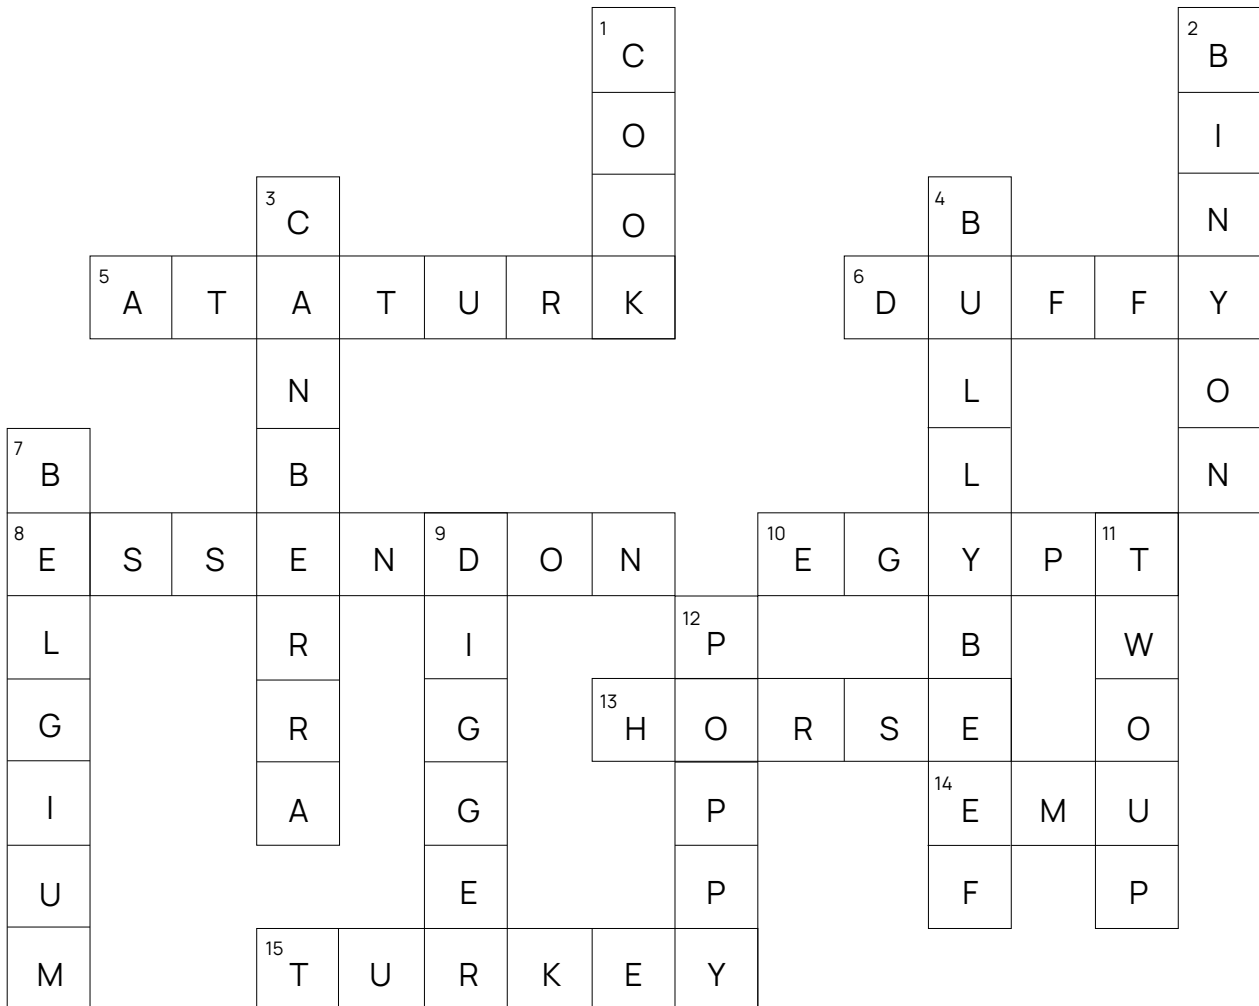 1 2
C B
O I
3 4
C O B N
5 6
A T A T U R K D U F F Y
N L O
7
B B L N
8 9 10 11
E S S E N D O N E G Y P T
12
L R I P B W
13
G R G H O R S E O
14
I A G P E M U
U E P F P
15
M T U R K E Y